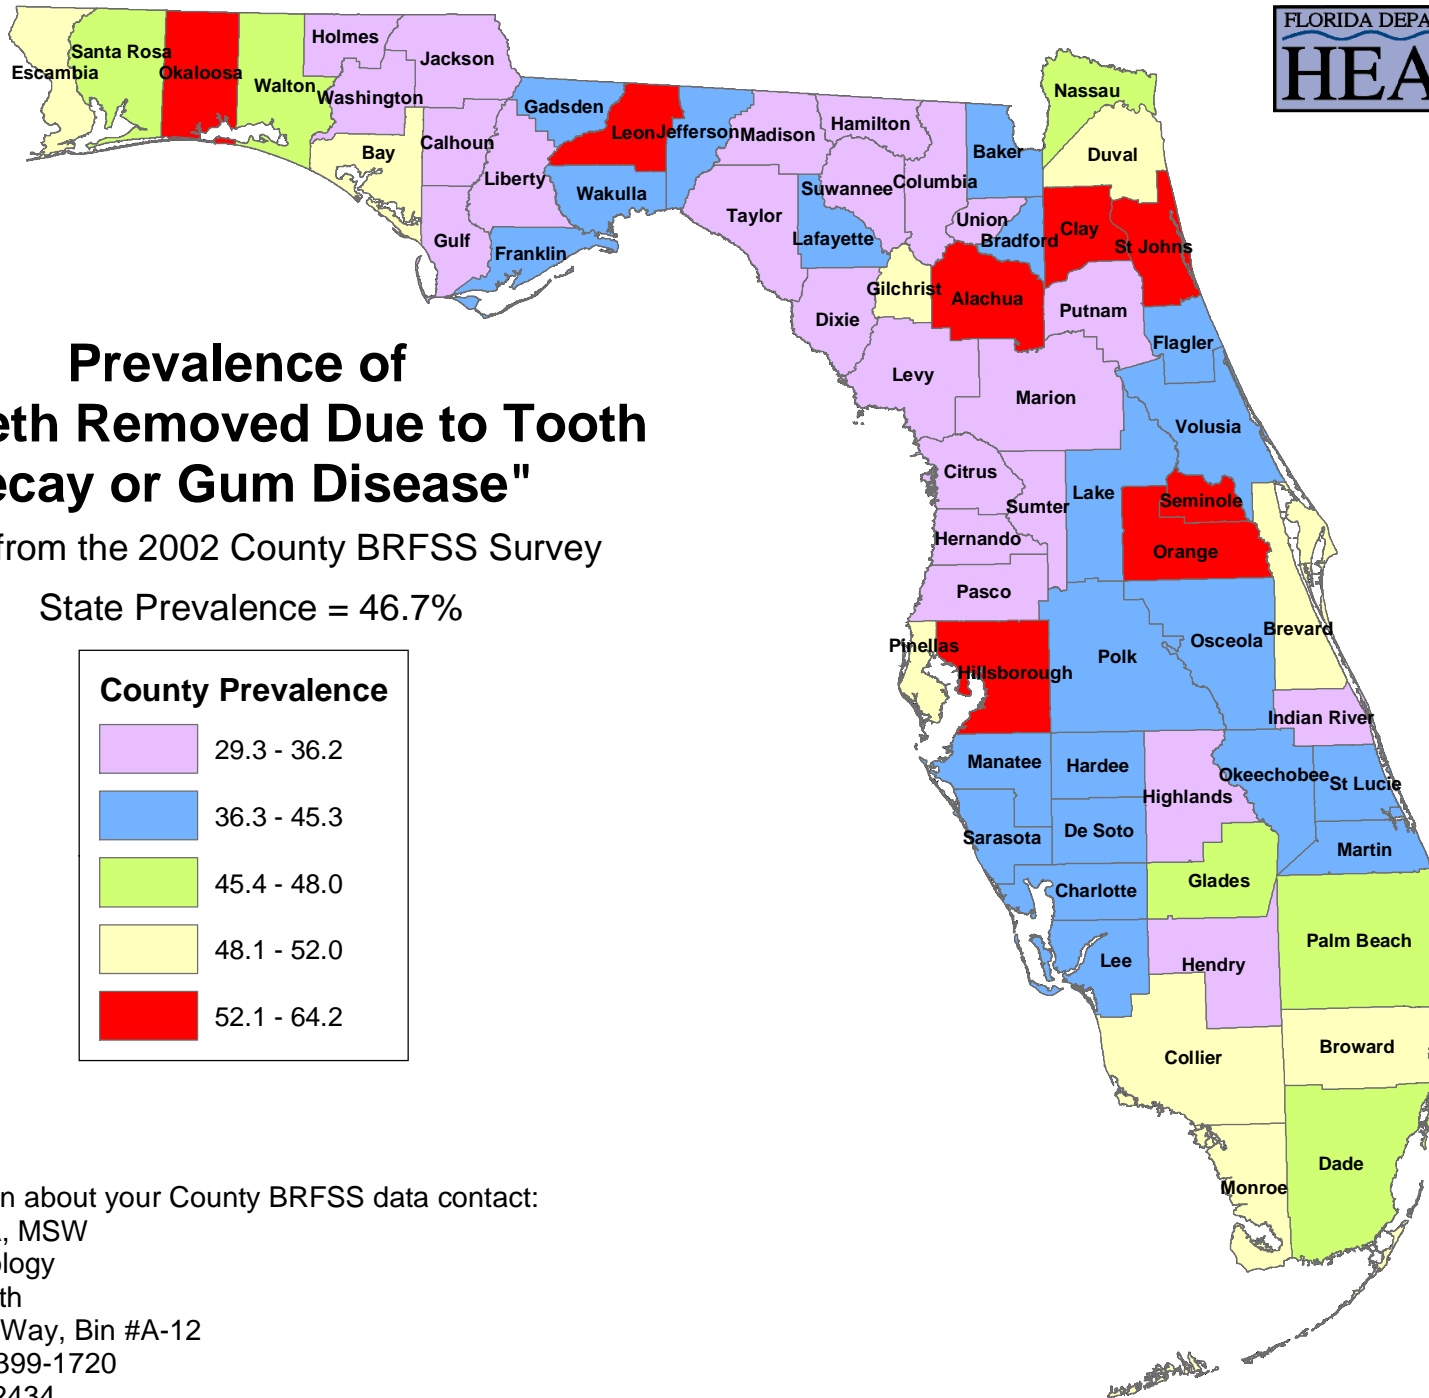 FLORIDA DEPA
HEA
Holmes
Jackson
Santa Rosa
Escambia
Okaloosa
Walton
Washington
Gadsden
Leon
Jefferson
Madison
Hamilton
Nassau
Bay
Calhoun
Liberty
Wakulla
Suwannee
Columbia
Baker
Duval
Taylor
Union
Bradford
Clay
St Johns
Gulf
Franklin
Lafayette
Gilchrist
Alachua
Putnam
Dixie
Flagler
Levy
Marion
Volusia
Prevalence of
eth Removed Due to Tooth
ecay or Gum Disease"
from the 2002 County BRFSS Survey
State Prevalence = 46.7%
Citrus
Sumter
Lake
Seminole
Hernando
Orange
Pasco
Pinellas
Hillsborough
Polk
Osceola
Brevard
Indian River
Manatee
Hardee
Highlands
Okeechobee
St Lucie
Sarasota
De Soto
Martin
Charlotte
Glades
Lee
Hendry
Palm Beach
Collier
Broward
Dade
Monroe
County Prevalence
29.3 - 36.2
36.3 - 45.3
45.4 - 48.0
48.1 - 52.0
52.1 - 64.2
n about your County BRFSS data contact:
, MSW
ology
th
Way, Bin #A-12
399-1720
2434